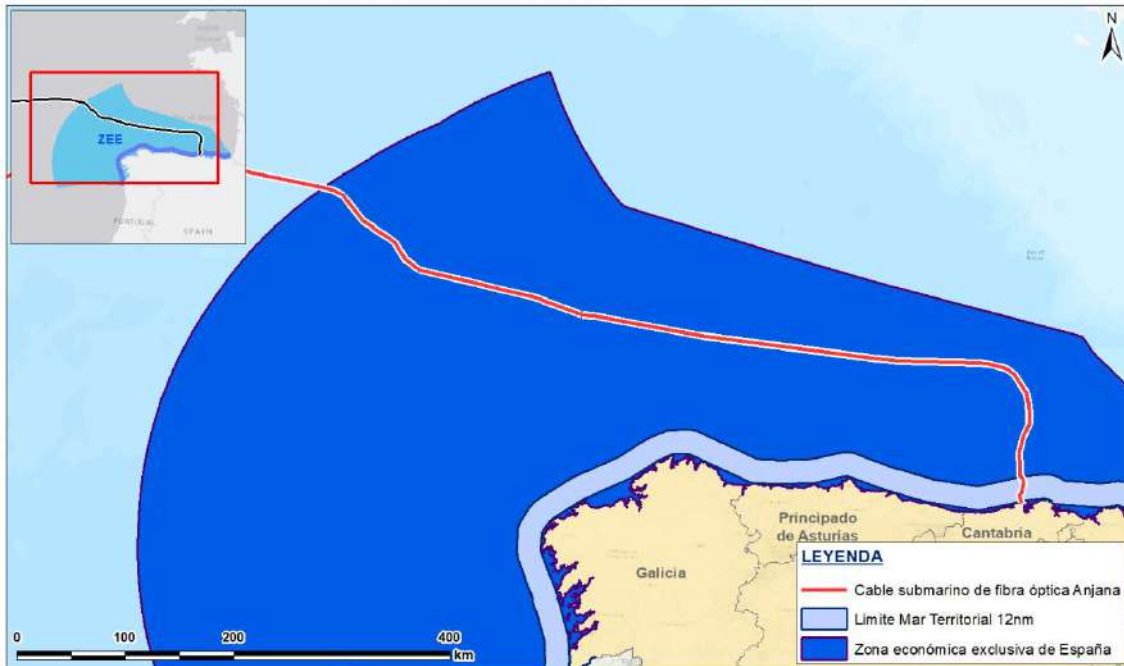 N
ZEE
PORTUGAL
SPAIN
Galicia
Principado
de Asturias
Cantabria
LEYENDA
Cable submarino de fibra óptica Anjana
Limite Mar Territorial 12nm
Zona económica exclusiva de España
0 100 200 400
km